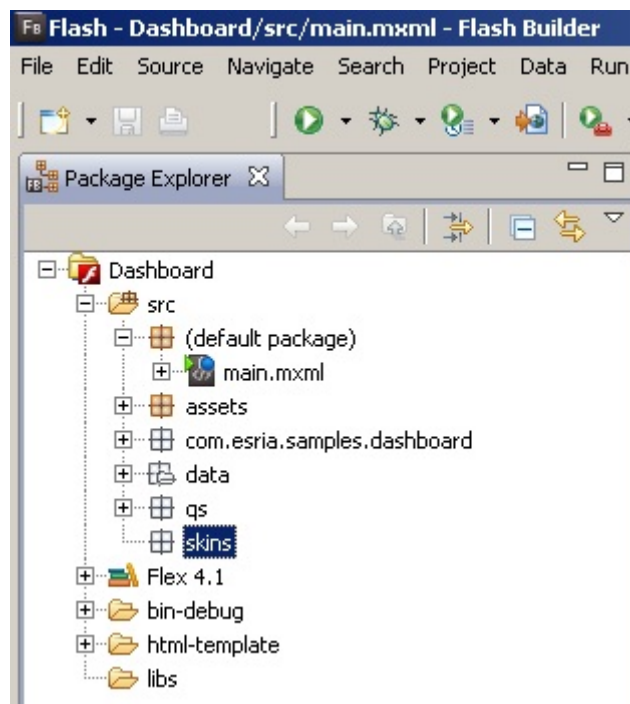 Fb Flash - Dashboard/src/main.mxml - Flash Builder
File Edit Source Navigate Search Project Data Run
FB Package Explorer
Dashboard
src
(default package)
main.mxml
assets
com.esria.samples.dashboard
data
qs
skins
Flex 4.1
bin-debug
html-template
libs